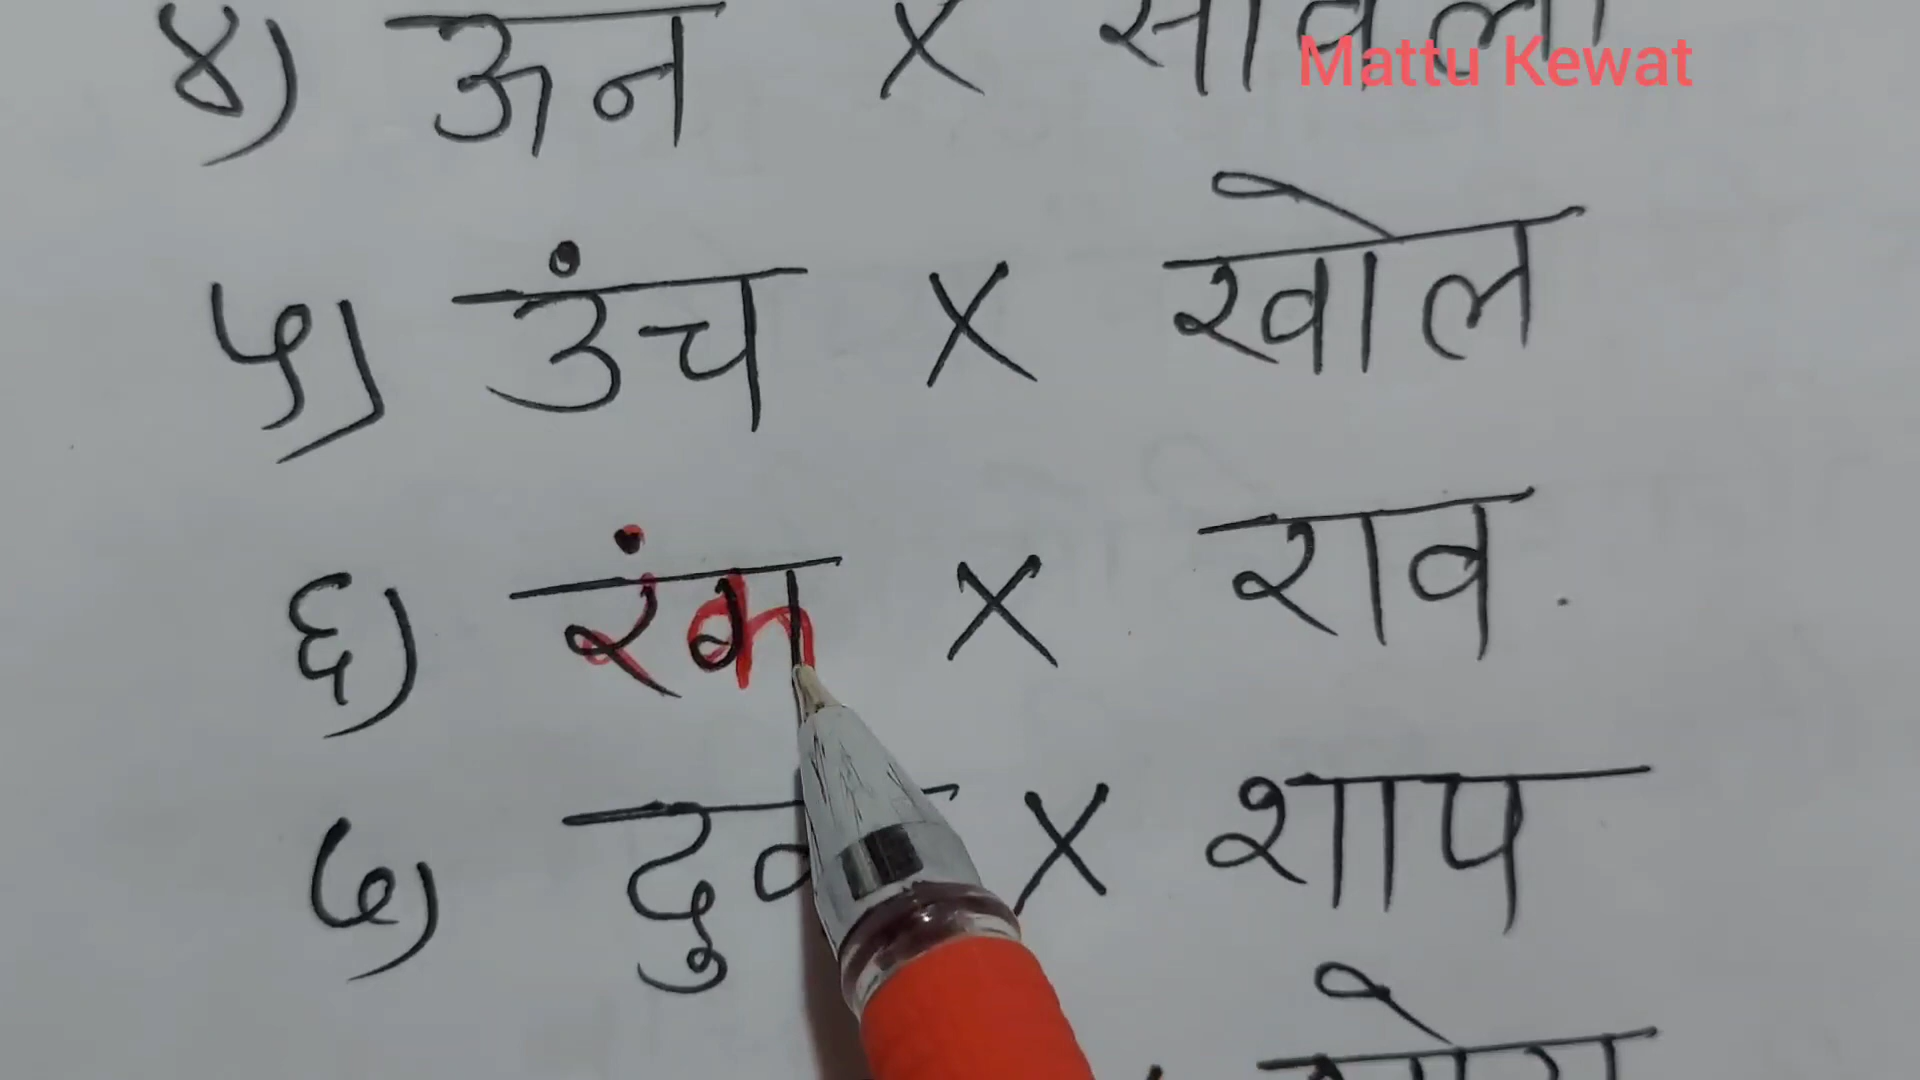 ४) ऊन X सावली
Mattu Kewat
५) उंच X खोल
६) रंक X राव
७) X शाप